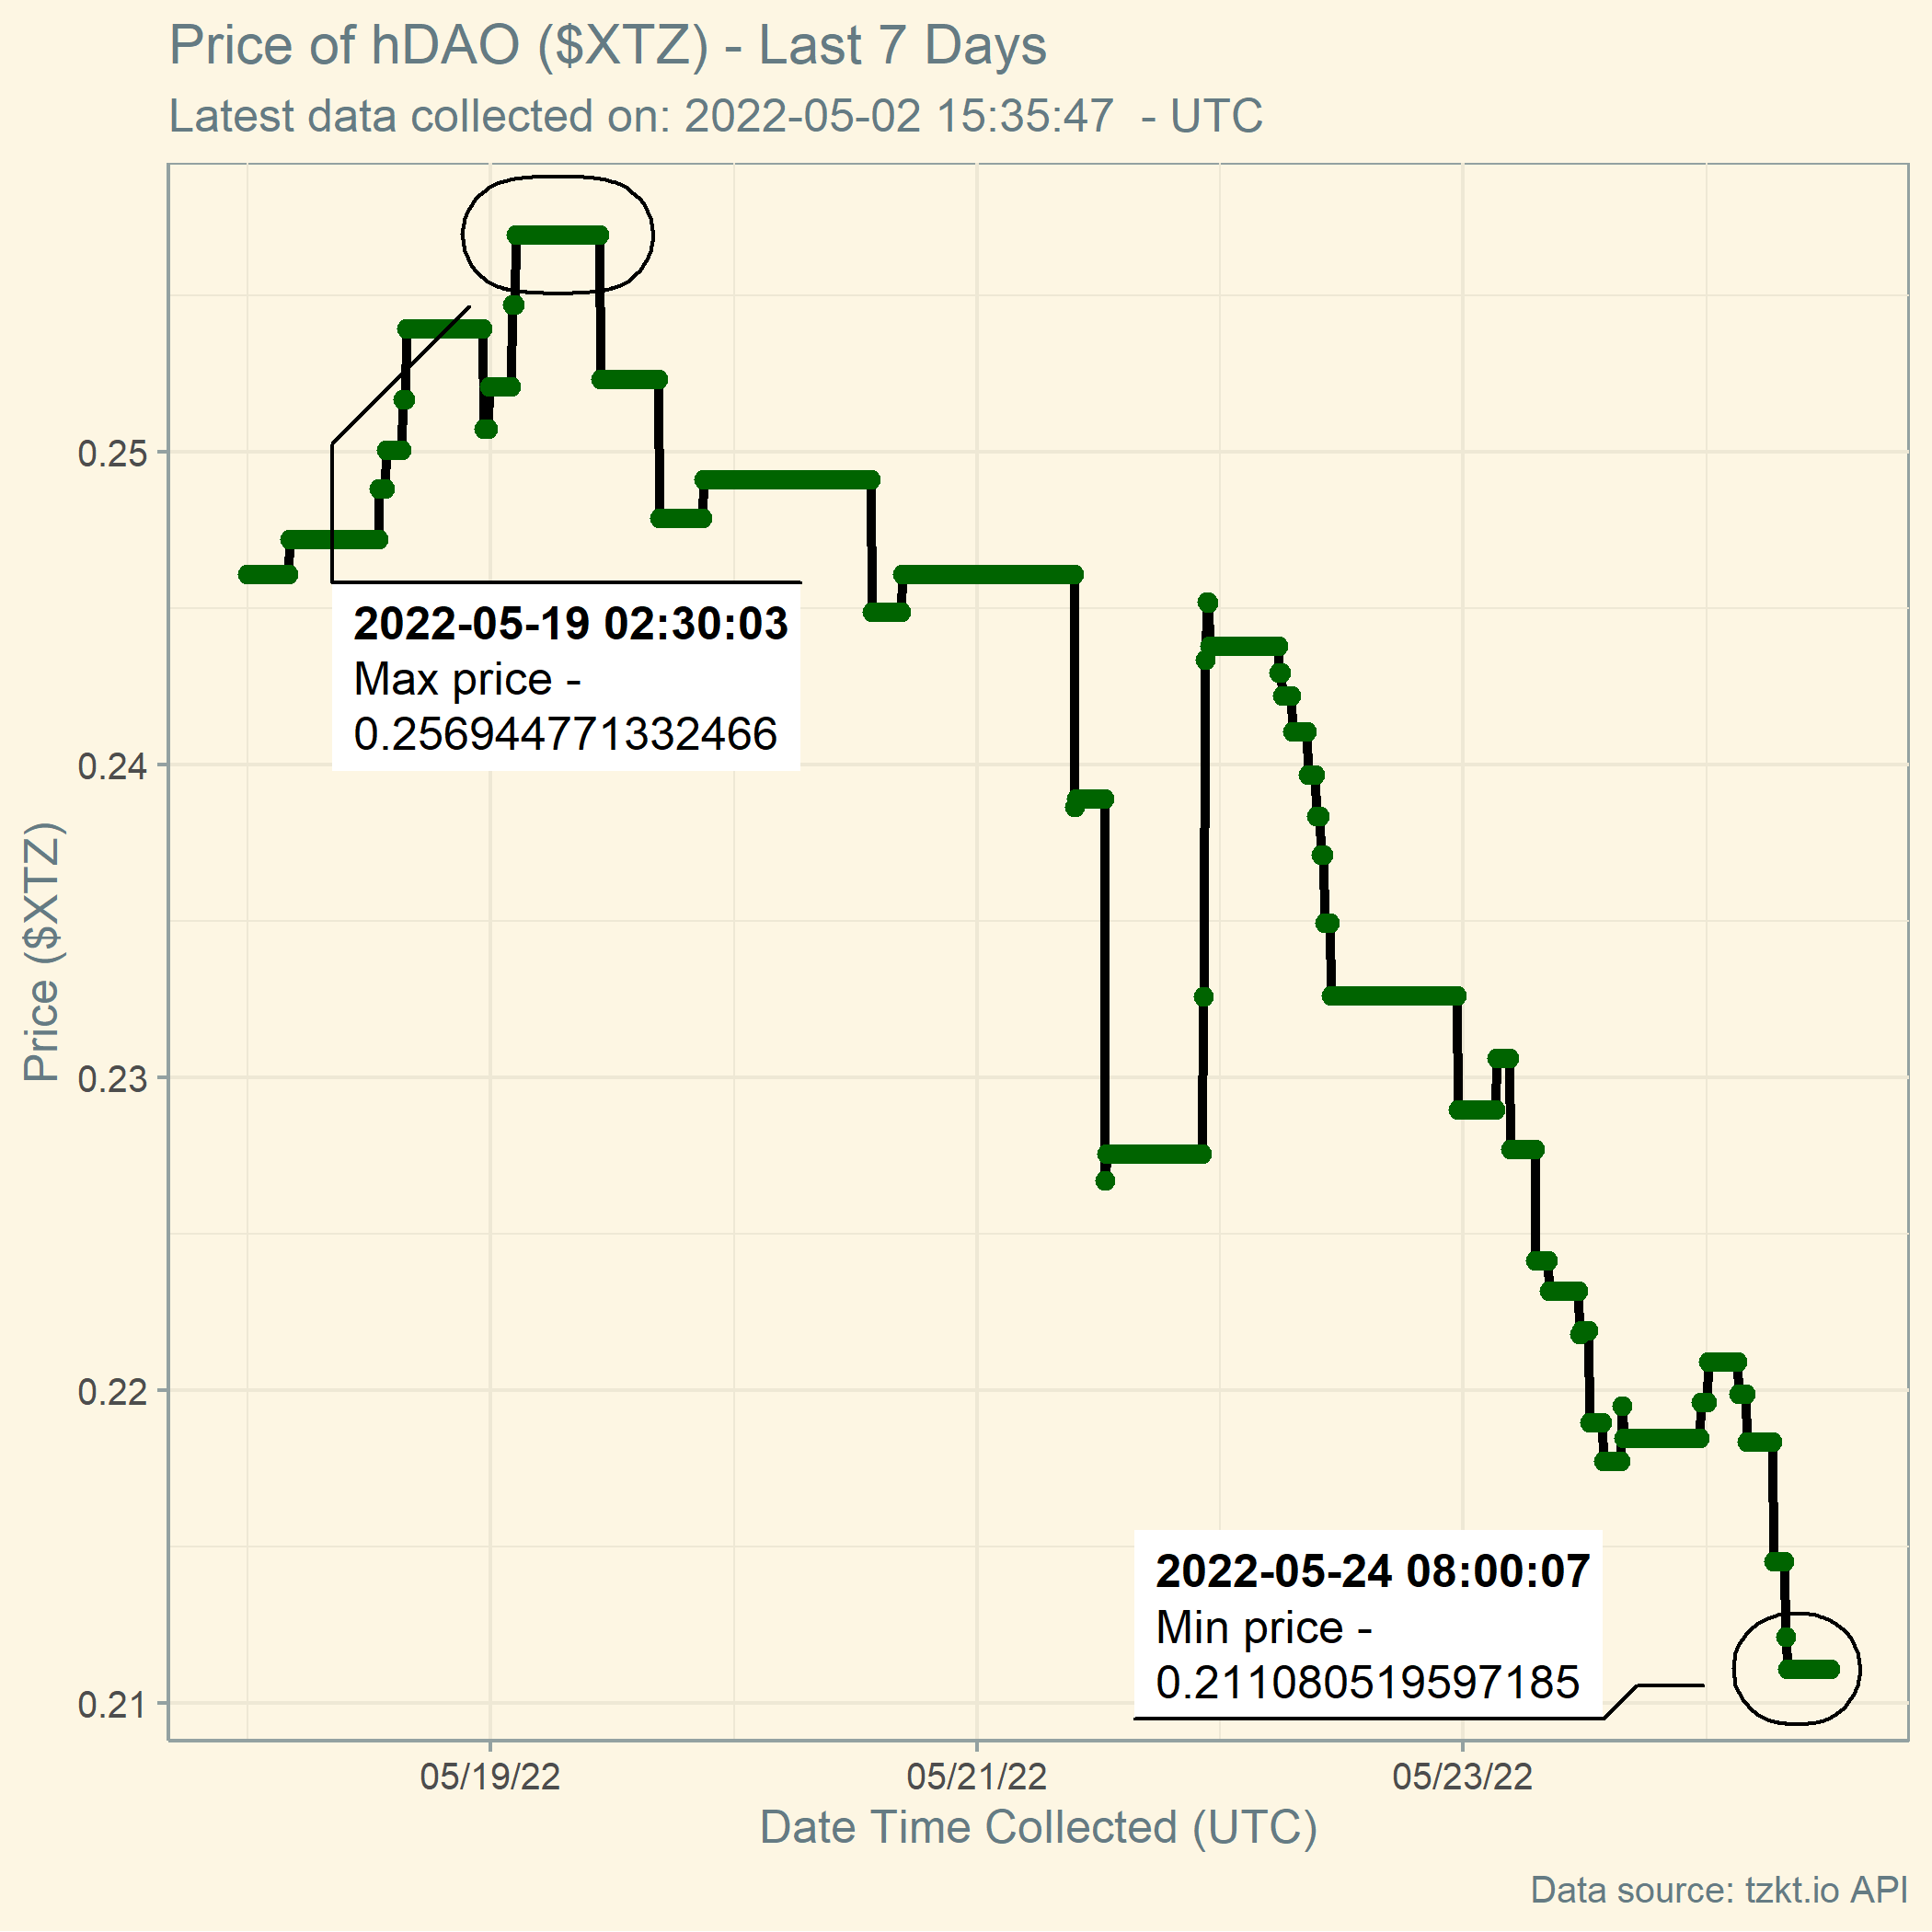 Price of hDAO ($XTZ) - Last 7 Days
Latest data collected on: 2022-05-02 15:35:47  - UTC
Price ($XTZ)
0.25
0.24
0.23
0.22
0.21
2022-05-19 02:30:03
Max price -
0.256944771332466
2022-05-24 08:00:07
Min price -
0.211080519597185
05/19/22
05/21/22
05/23/22
Date Time Collected (UTC)
Data source: tzkt.io API